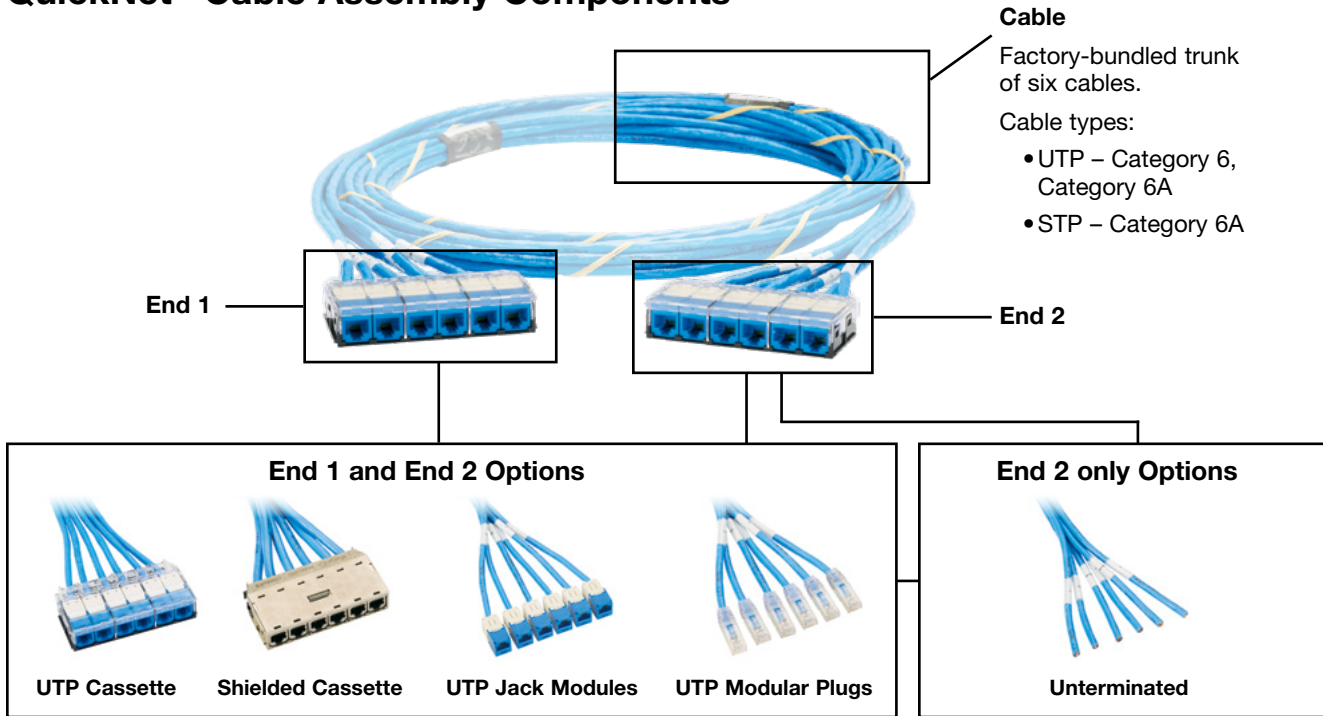 QuickNet Cable Assembly Components
Cable
Factory-bundled trunk
of six cables.
Cable types:
• UTP – Category 6,
Category 6A
• STP – Category 6A
End 1
End 2
End 1 and End 2 Options
UTP Cassette
Shielded Cassette
UTP Jack Modules
UTP Modular Plugs
End 2 only Options
Unterminated